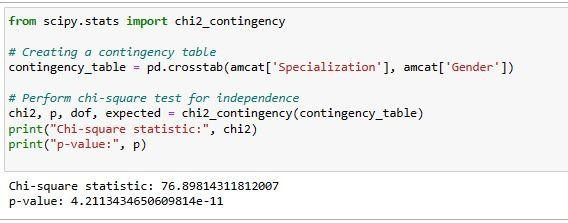 from scipy.stats import chi2_contingency
# Creating a contingency table
contingency_table = pd.crosstab(amcat['Specialization'], amcat['Gender'])
# Perform chi-square test for independence
chi2, p, dof, expected = chi2_contingency(contingency_table)
print("Chi-square statistic:", chi2)
print("p-value:", p)
Chi-square statistic: 76.89814311812007
p-value: 4.2113434650609814e-11